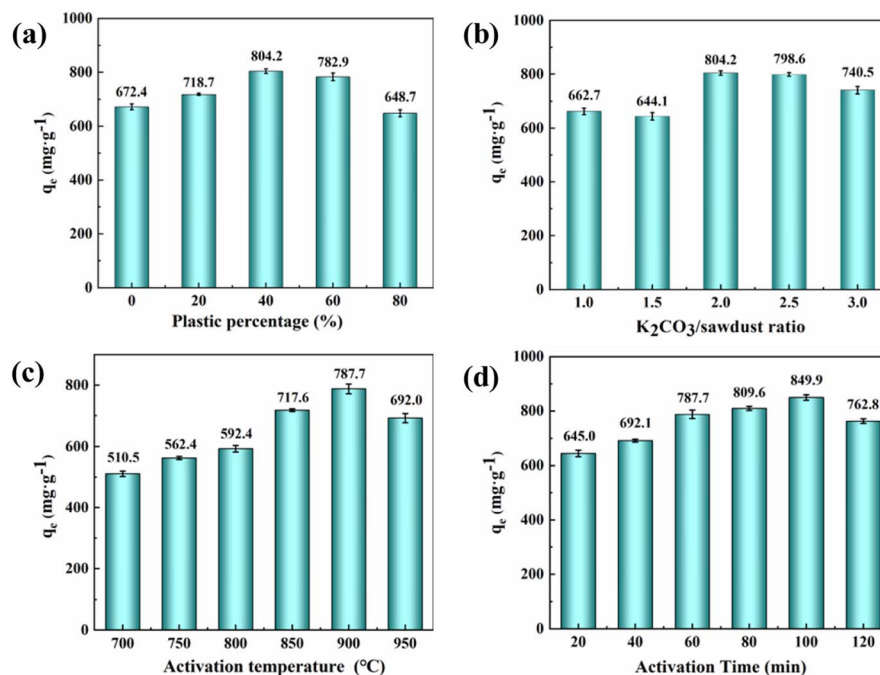 (a)
1000
800
600
400
200
0
qe (mg·g-1)
672.4
718.7
804.2
782.9
648.7
0 20 40 60 80
Plastic percentage (%)
(b)
1000
800
600
400
200
0
qe (mg·g-1)
662.7
644.1
804.2
798.6
740.5
1.0 1.5 2.0 2.5 3.0
K2CO3/sawdust ratio
(c)
800
600
400
200
0
qe (mg·g-1)
510.5
562.4
592.4
717.6
787.7
692.0
700 750 800 850 900 950
Activation temperature (°C)
(d)
1000
800
600
400
200
0
qe (mg·g-1)
645.0
692.1
787.7
809.6
849.9
762.8
20 40 60 80 100 120
Activation Time (min)